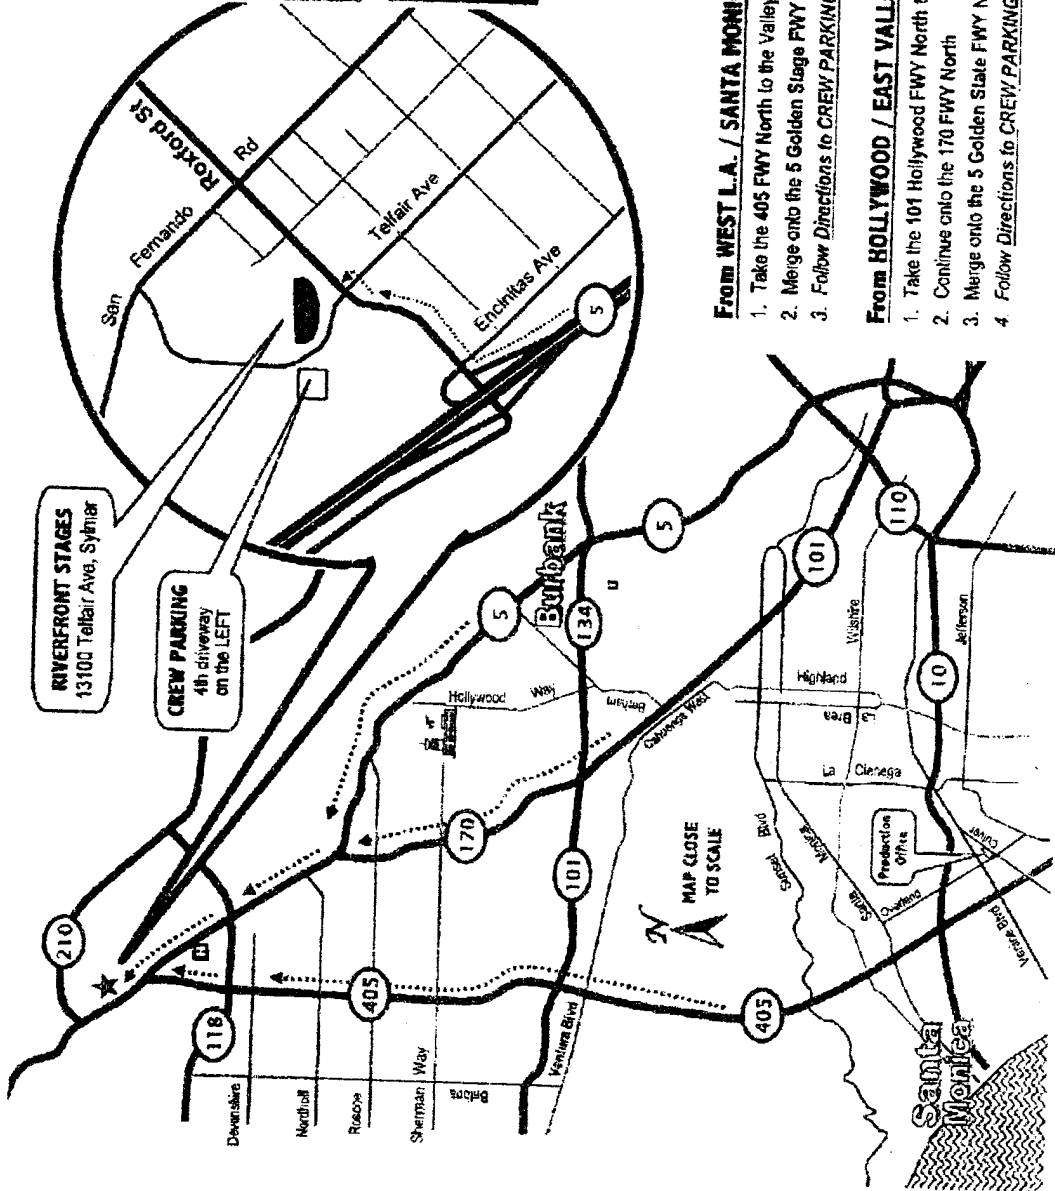 RIVERFRONT STAGES
13100 Telfair Ave, Sylmar
CREW PARKING
4th driveway
on the LEFT
San
Fernando
Rd
Roxford St
Telfair Ave
Encinitas Ave
5
From WEST L.A. / SANTA MONI
1. Take the 405 FWY North to the Valley
2. Merge onto the 5 Golden Stage FWY
3. Follow Directions to CREW PARKING
From HOLLYWOOD / EAST VALL
1. Take the 101 Hollywood FWY North t
2. Continue onto the 170 FWY North
3. Merge onto the 5 Golden State FWY N
4. Follow Directions to CREW PARKING
210
118
405
Devonshire
Nordhoff
Roscoe
Sherman Way
Ventura Blvd
170
5
Burbank
134
5
Hollywood
Way
Barham
Cahuenga West
101
101
110
N
MAP CLOSE
TO SCALE
405
Sunset Blvd
Santa Monica
Wilshire
Highland
La Brea
La Cienega
10
Jefferson
Production
Office
Culver
Overland
Venice Blvd
Santa
Monica